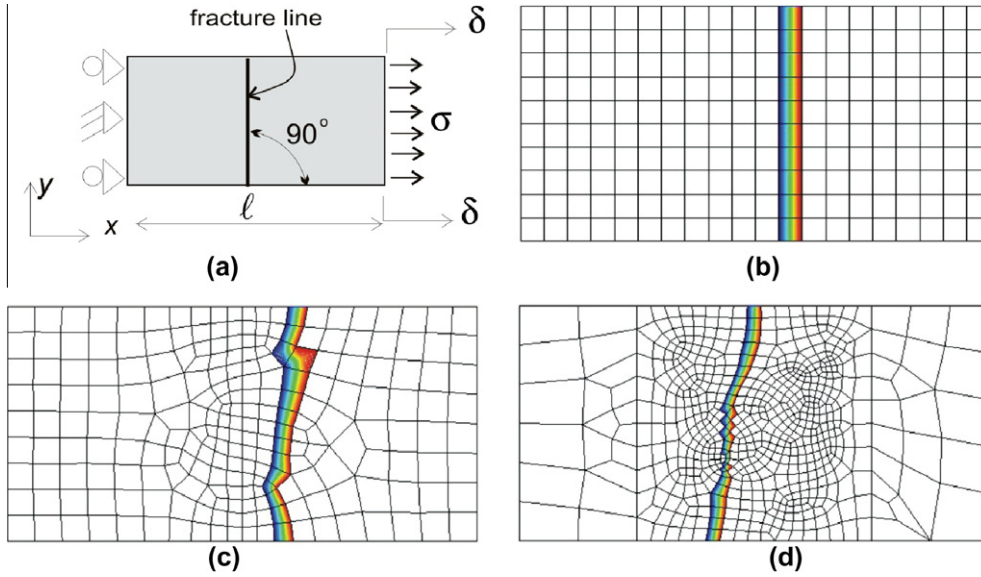 fracture line
δ
σ
90°
y
x
ℓ
δ
(a)
(b)
(c)
(d)